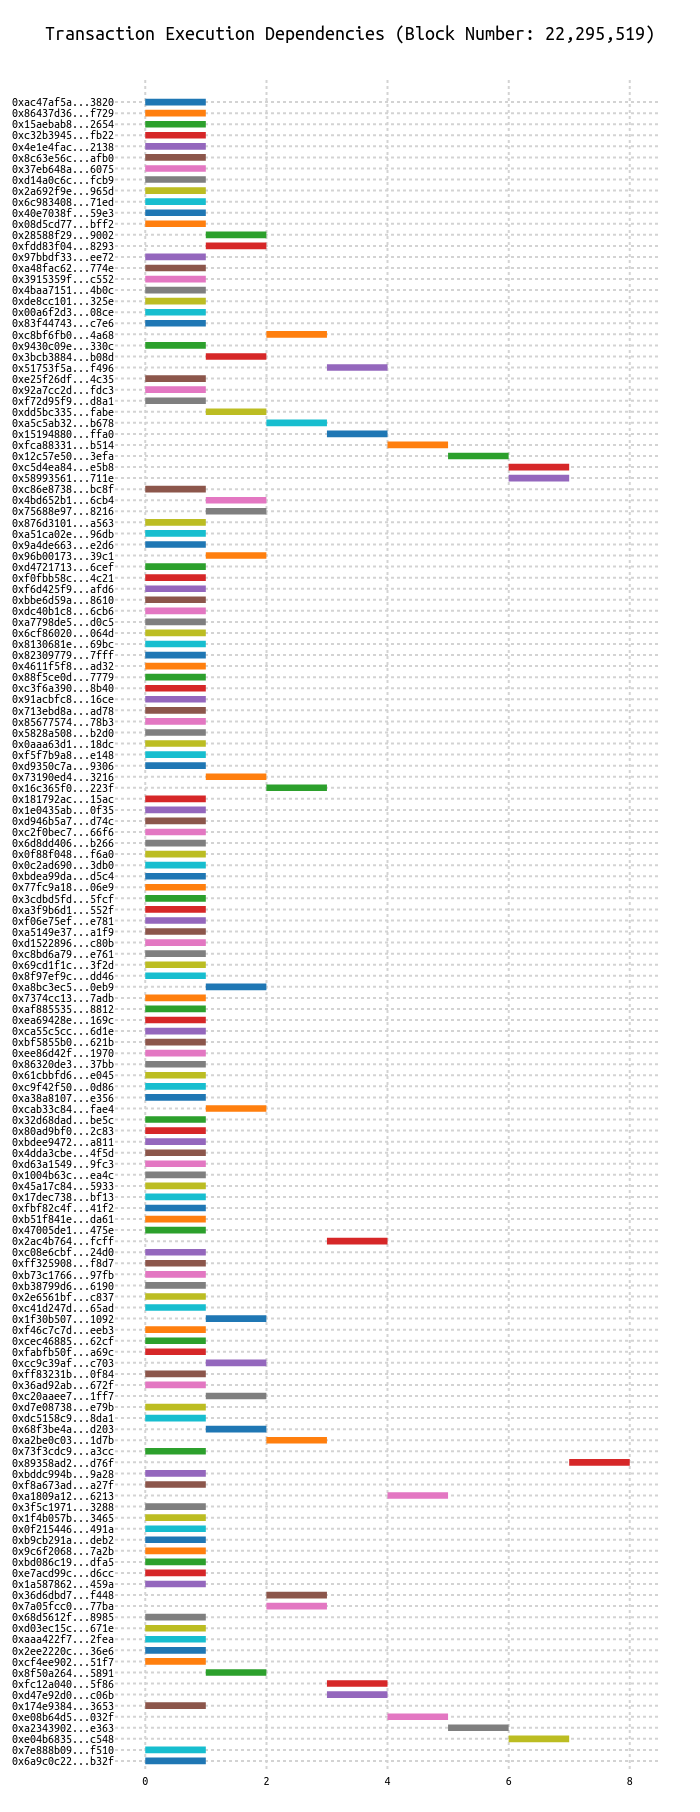 Transaction Execution Dependencies (Block Number: 22,295,519)
0xac47af5a...3820
0x86437d36...f729
0x15aebab8...2654
0xc32b3945...fb22
0x4e1e4fac...2138
0x8c63e56c...afb0
0x37eb648a...6075
0xd14a0c6c...fcb9
0x2a692f9e...965d
0x6c983408...71ed
0x40e7038f...59e3
0x08d5cd77...bff2
0x28588f29...9002
0xfdd83f04...8293
0x97bbdf33...ee72
0xa48fac62...774e
0x3915359f...c552
0x4baa7151...4b0c
0xde8cc101...325e
0x00a6f2d3...08ce
0x83f44743...c7e6
0xc8bf6fb0...4a68
0x9430c09e...330c
0x3bcb3884...b08d
0x51753f5a...f496
0xe25f26df...4c35
0x92a7cc2d...fdc3
0xf72d95f9...d8a1
0xdd5bc335...fabe
0xa5c5ab32...b678
0x15194880...ffa0
0xfca88331...b514
0x12c57e50...3efa
0xc5d4ea84...e5b8
0x58993561...711e
0xc86e8738...bc8f
0x4bd652b1...6cb4
0x75688e97...8216
0x876d3101...a563
0xa51ca02e...96db
0x9a4de663...e2d6
0x96b00173...39c1
0xd4721713...6cef
0xf0fbb58c...4c21
0xf6d425f9...afd6
0xbbe6d59a...8610
0xdc40b1c8...6cb6
0xa7798de5...d0c5
0x6cf86020...064d
0x8130681e...69bc
0x82309779...7fff
0x4611f5f8...ad32
0x88f5ce0d...7779
0xc3f6a390...8b40
0x91acbfc8...16ce
0x713ebd8a...ad78
0x85677574...78b3
0x5828a508...b2d0
0x0aaa63d1...18dc
0xf5f7b9a8...e148
0xd9350c7a...9306
0x73190ed4...3216
0x16c365f0...223f
0x181792ac...15ac
0x1e0435ab...0f35
0xd946b5a7...d74c
0xc2f0bec7...66f6
0x6d8dd406...b266
0x0f88f048...f6a0
0x0c2ad690...3db0
0xbdea99da...d5c4
0x77fc9a18...06e9
0x3cdbd5fd...5fcf
0xa3f9b6d1...552f
0xf06e75ef...e781
0xa5149e37...a1f9
0xd1522896...c80b
0xc8bd6a79...e761
0x69cd1f1c...3f2d
0x8f97ef9c...dd46
0xa8bc3ec5...0eb9
0x7374cc13...7adb
0xaf885535...8812
0xea69428e...169c
0xca55c5cc...6d1e
0xbf5855b0...621b
0xee86d42f...1970
0x86320de3...37bb
0x61cbbfd6...e045
0xc9f42f50...0d86
0xa38a8107...e356
0xcab33c84...fae4
0x32d68dad...be5c
0x80ad9bf0...2c83
0xbdee9472...a811
0x4dda3cbe...4f5d
0xd63a1549...9fc3
0x1004b63c...ea4c
0x45a17c84...5933
0x17dec738...bf13
0xfbf82c4f...41f2
0xb51f841e...da61
0x47005de1...475e
0x2ac4b764...fcff
0xc08e6cbf...24d0
0xff325908...f8d7
0xb73c1766...97fb
0xb38799d6...6190
0x2e6561bf...c837
0xc41d247d...65ad
0x1f30b507...1092
0xf46c7c7d...eeb3
0xcec46885...62cf
0xfabfb50f...a69c
0xcc9c39af...c703
0xff83231b...0f84
0x36ad92ab...672f
0xc20aaee7...1ff7
0xd7e08738...e79b
0xdc5158c9...8da1
0x68f3be4a...d203
0xa2be0c03...1d7b
0x73f3cdc9...a3cc
0x89358ad2...d76f
0xbddc994b...9a28
0xf8a673ad...a27f
0xa1809a12...6213
0x3f5c1971...3288
0x1f4b057b...3465
0x0f215446...491a
0xb9cb291a...deb2
0x9c6f2068...7a2b
0xbd086c19...dfa5
0xe7acd99c...d6cc
0x1a587862...459a
0x36d6dbd7...f448
0x7a05fcc0...77ba
0x68d5612f...8985
0xd03ec15c...671e
0xaaa422f7...2fea
0x2ee2220c...36e6
0xcf4ee902...51f7
0x8f50a264...5891
0xfc12a040...5f86
0xd47e92d0...c06b
0x174e9384...3653
0xe08b64d5...032f
0xa2343902...e363
0xe04b6835...c548
0x7e888b09...f510
0x6a9c0c22...b32f
0 2 4 6 8